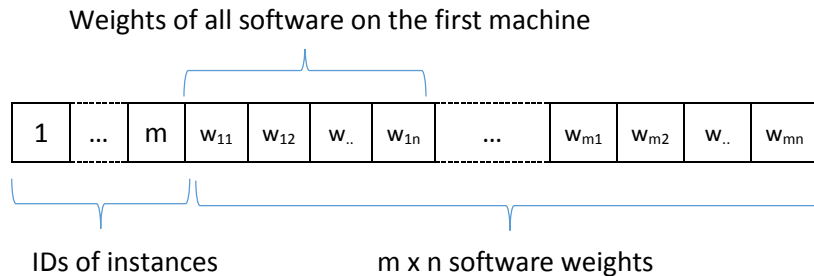 Weights of all software on the first machine
1 ... m w₁₁ w₁₂ w.. w₁ₙ ... wₘ₁ wₘ₂ w.. wₘₙ
IDs of instances m x n software weights